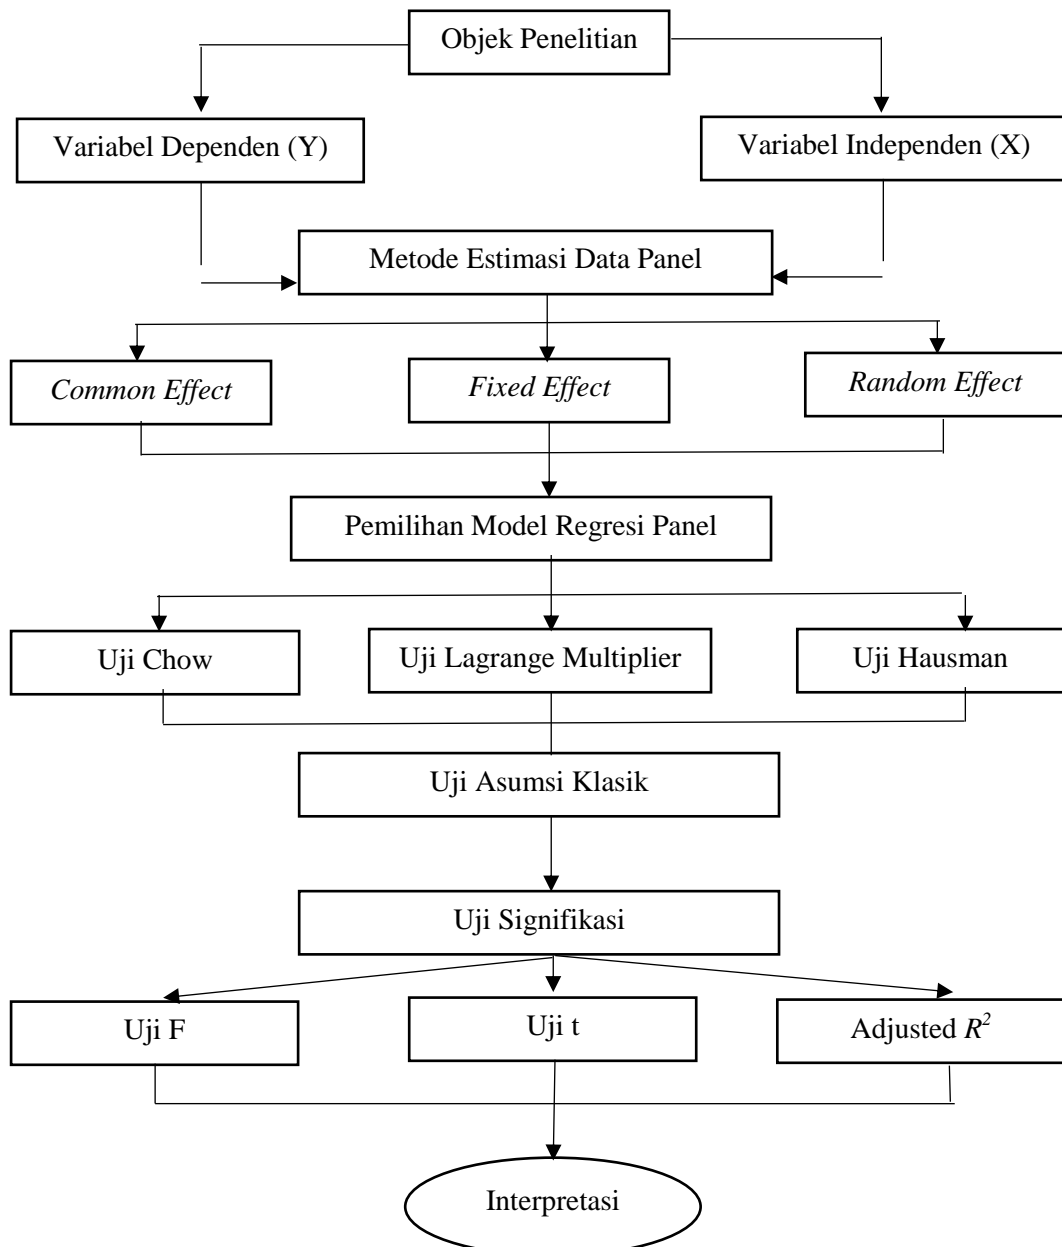 Objek Penelitian
Variabel Dependen (Y)
Variabel Independen (X)
Metode Estimasi Data Panel
Common Effect
Fixed Effect
Random Effect
Pemilihan Model Regresi Panel
Uji Chow
Uji Lagrange Multiplier
Uji Hausman
Uji Asumsi Klasik
Uji Signifikasi
Uji F
Uji t
Adjusted R²
Interpretasi